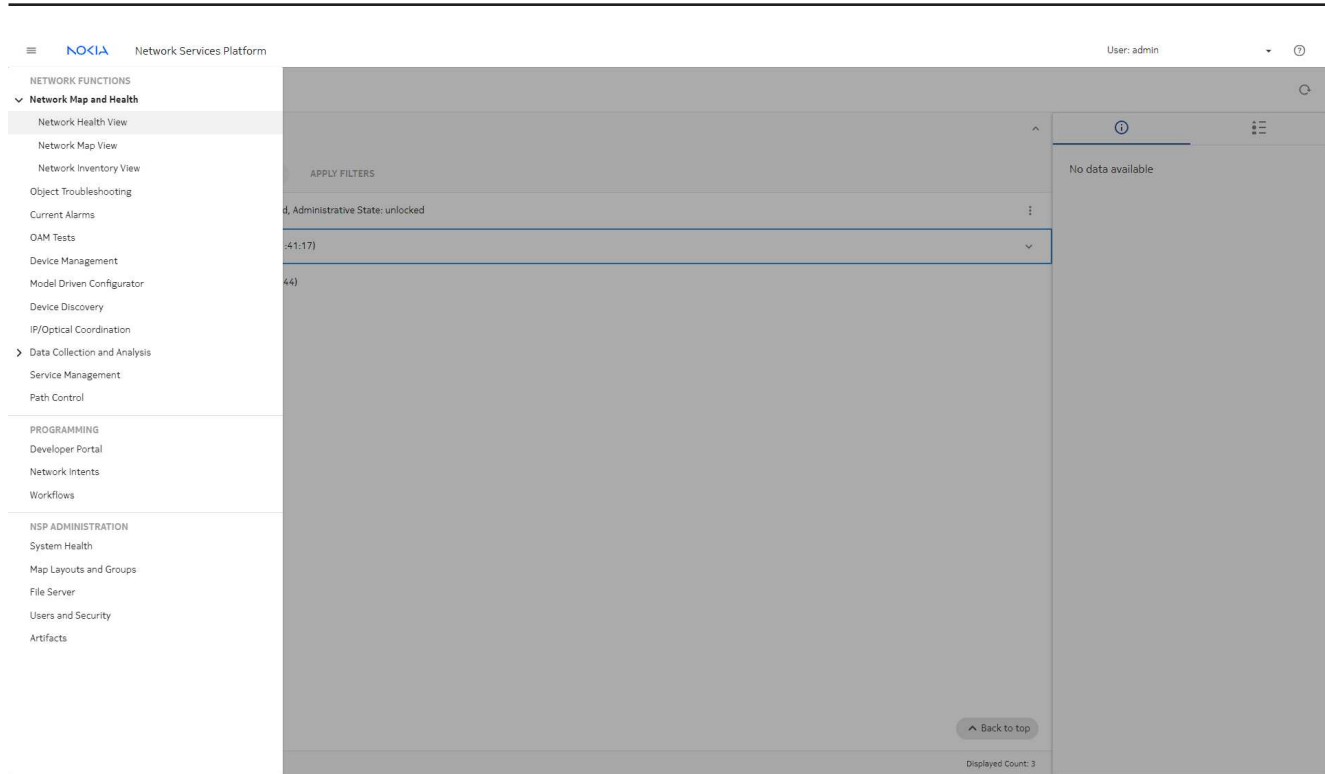 NOKIA Network Services Platform User: admin
NETWORK FUNCTIONS
Network Map and Health
Network Health View
Network Map View
Network Inventory View
Object Troubleshooting
Current Alarms
OAM Tests
Device Management
Model Driven Configurator
Device Discovery
IP/Optical Coordination
Data Collection and Analysis
Service Management
Path Control
PROGRAMMING
Developer Portal
Network Intents
Workflows
NSP ADMINISTRATION
System Health
Map Layouts and Groups
File Server
Users and Security
Artifacts
APPLY FILTERS
d, Administrative State: unlocked
:41:17)
44)
Back to top
Displayed Count: 3
No data available